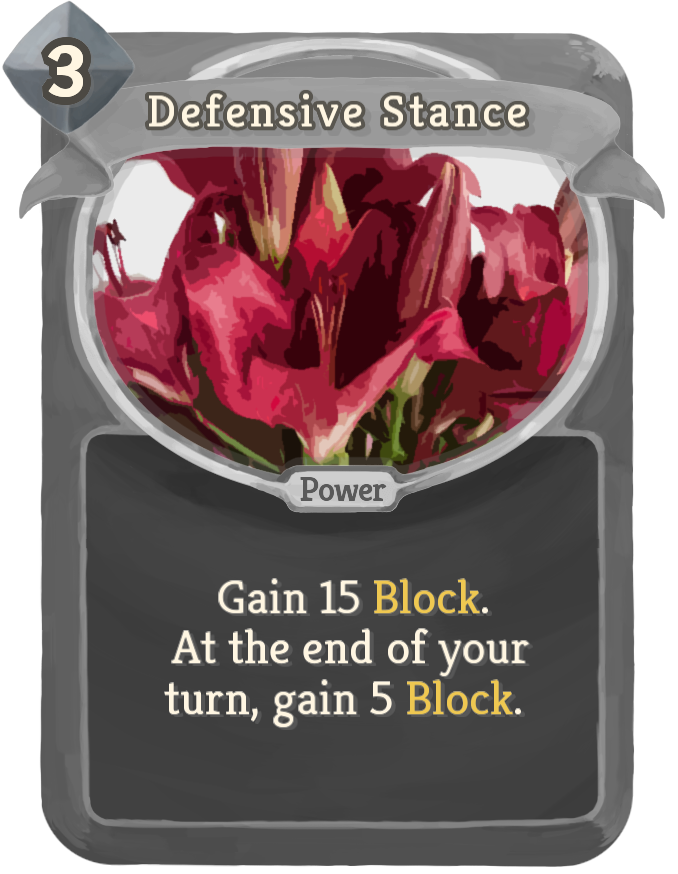 3
Defensive Stance
Power
Gain 15 Block.
At the end of your
turn, gain 5 Block.